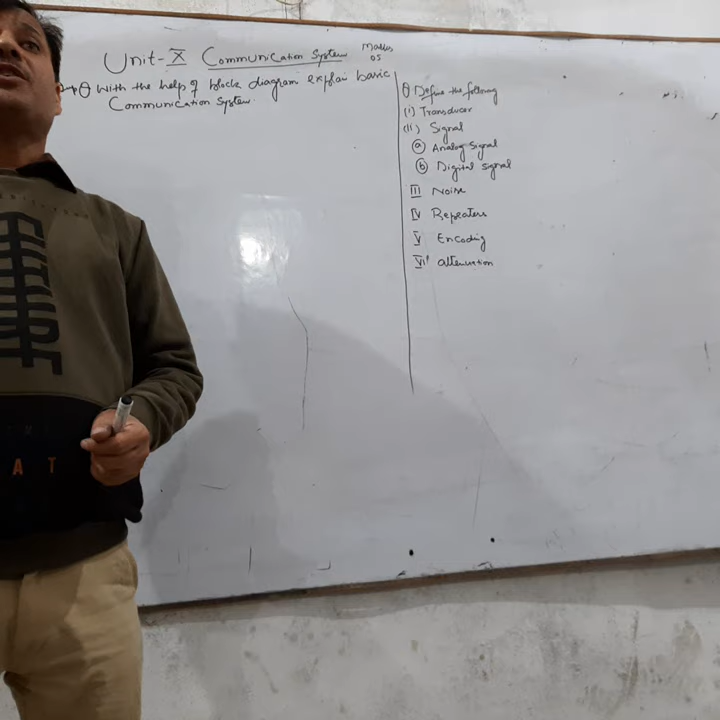 Unit-X Communication System Marks 05
Q With the help of block diagram explain basic
Communication System.
Q Define the following
(i) Transducer
(ii) Signal
(a) Analog Signal
(b) Digital signal
III Noise
IV Repeaters
V Encoding
VI attenuation
A T